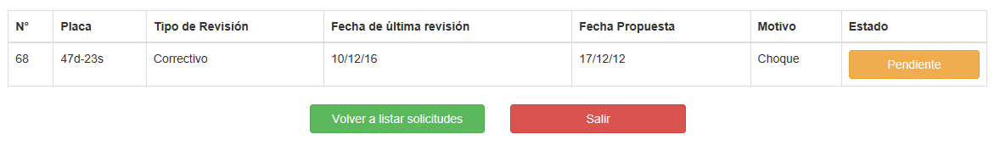 N° Placa Tipo de Revisión Fecha de última revisión Fecha Propuesta Motivo Estado
68 47d-23s Correctivo 10/12/16 17/12/12 Choque Pendiente
Volver a listar solicitudes Salir